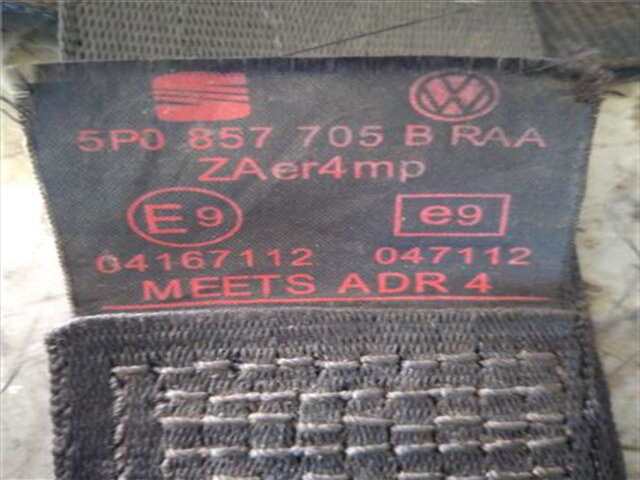 5P0 857 705 B RAA
ZAer4mp
E9 e9
04167112 047112
MEETS ADR 4